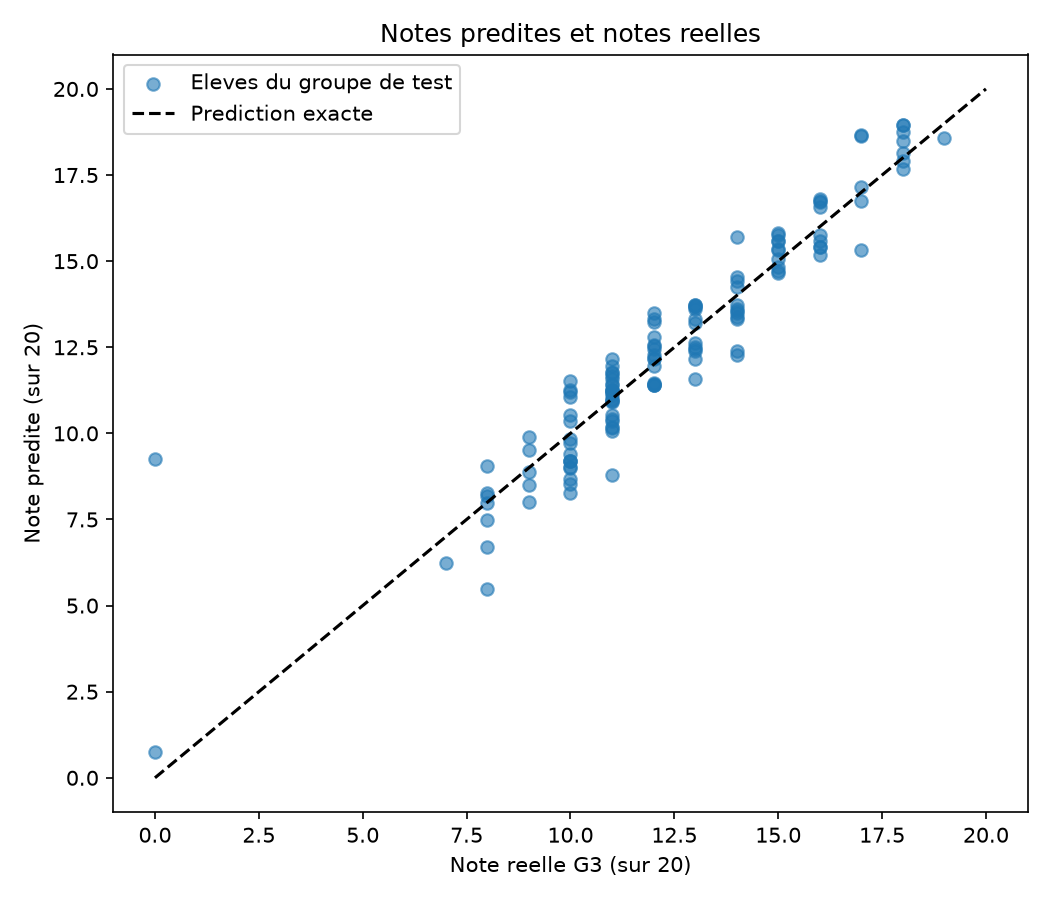 Notes predites et notes reelles
Eleves du groupe de test
Prediction exacte
Note predite (sur 20)
20.0
17.5
15.0
12.5
10.0
7.5
5.0
2.5
0.0
0.0 2.5 5.0 7.5 10.0 12.5 15.0 17.5 20.0
Note reelle G3 (sur 20)